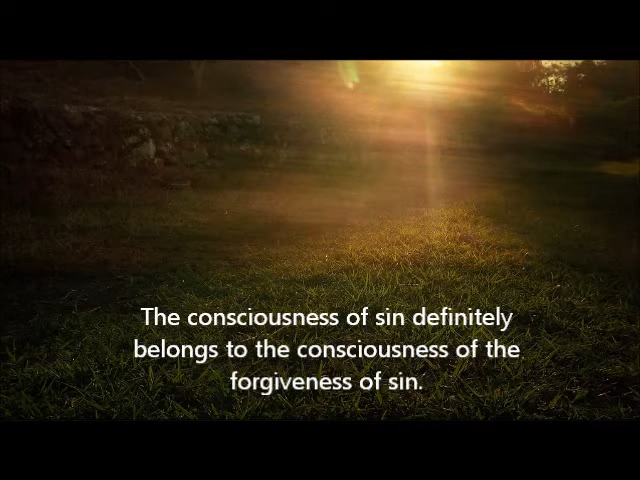 The consciousness of sin definitely
belongs to the consciousness of the
forgiveness of sin.